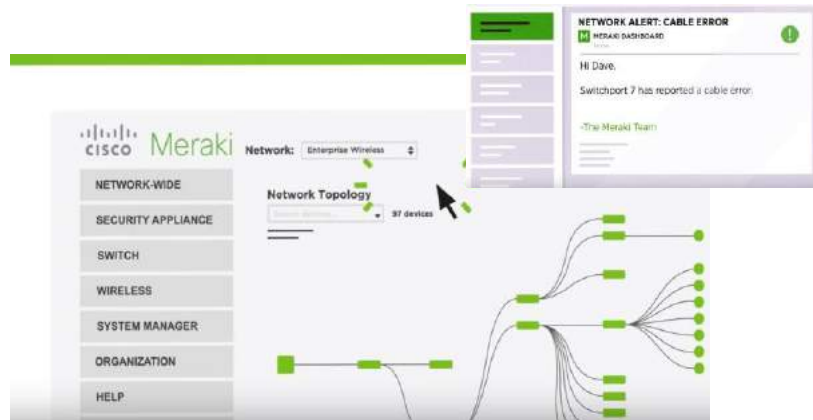 NETWORK ALERT: CABLE ERROR
MERAKI DASHBOARD
Hi Dave,
Switchport 7 has reported a cable error.
-The Meraki Team
CISCO Meraki
Network: Enterprise Wireless
NETWORK-WIDE
SECURITY APPLIANCE
SWITCH
WIRELESS
SYSTEM MANAGER
ORGANIZATION
HELP
Network Topology
97 devices